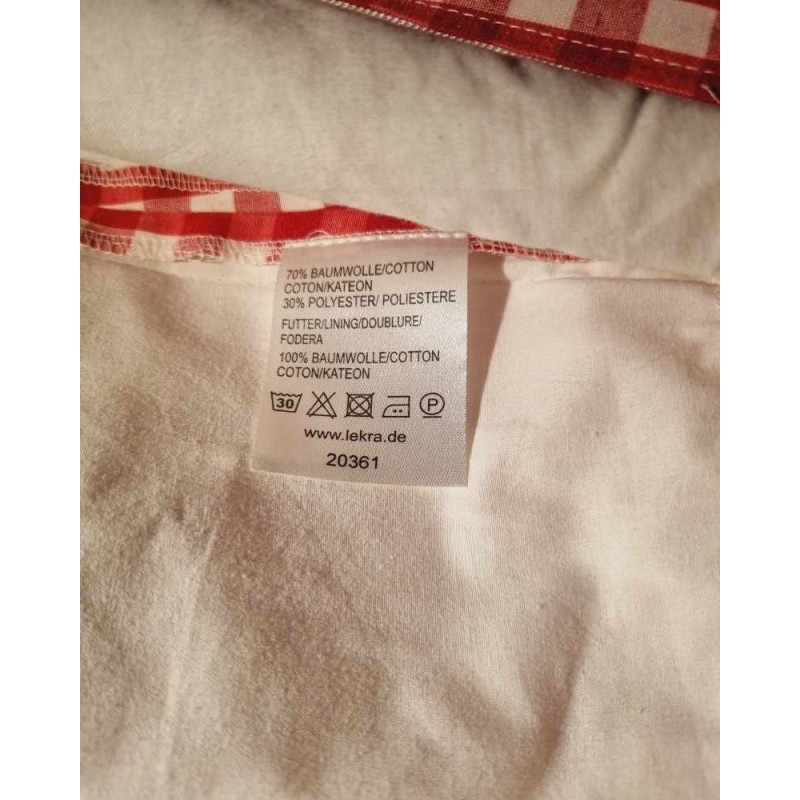 70% BAUMWOLLE/COTTON
COTON/KATEON
30% POLYESTER/ POLIESTERE
FUTTER/LINING/DOUBLURE/
FODERA
100% BAUMWOLLE/COTTON
COTON/KATEON
30 P
www.lekra.de
20361